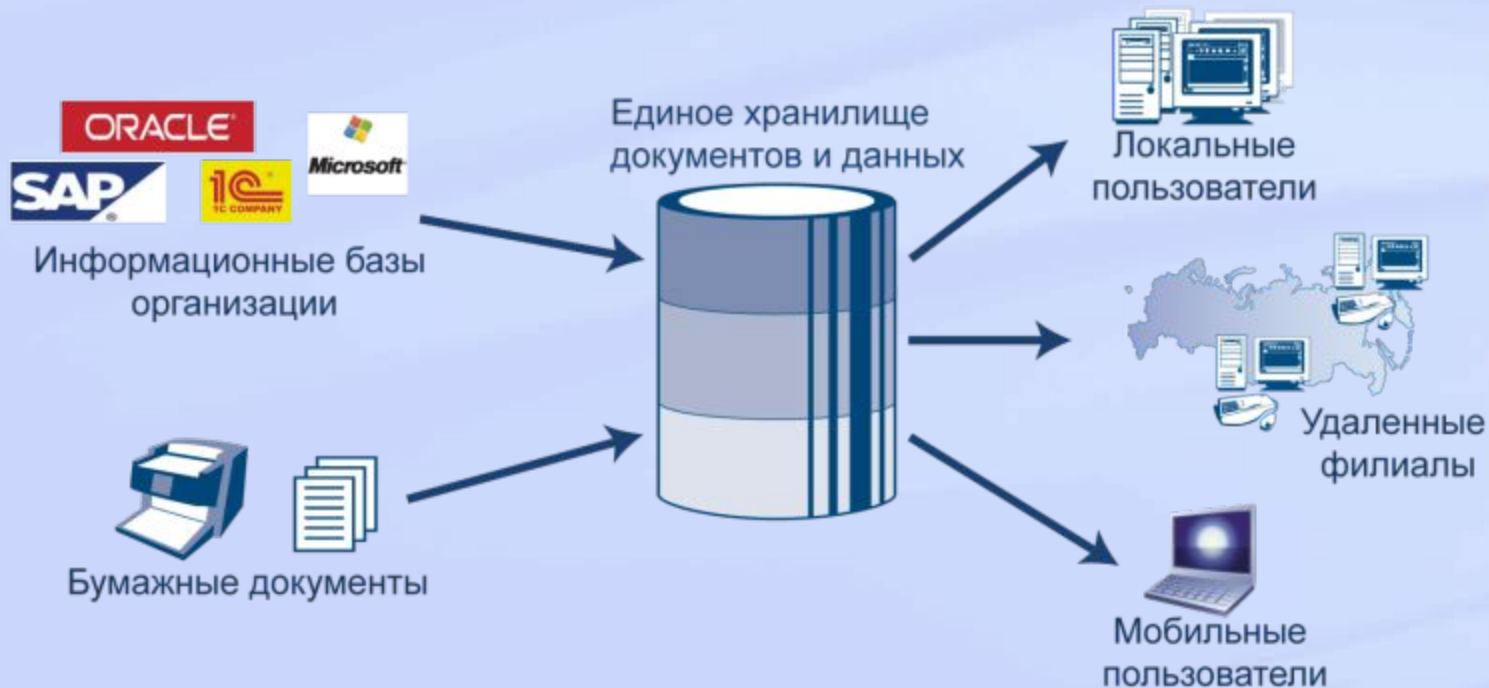 ORACLE
Microsoft
SAP
1C
1C COMPANY
Информационные базы
организации
Бумажные документы
Единое хранилище
документов и данных
Локальные
пользователи
Удаленные
филиалы
Мобильные
пользователи